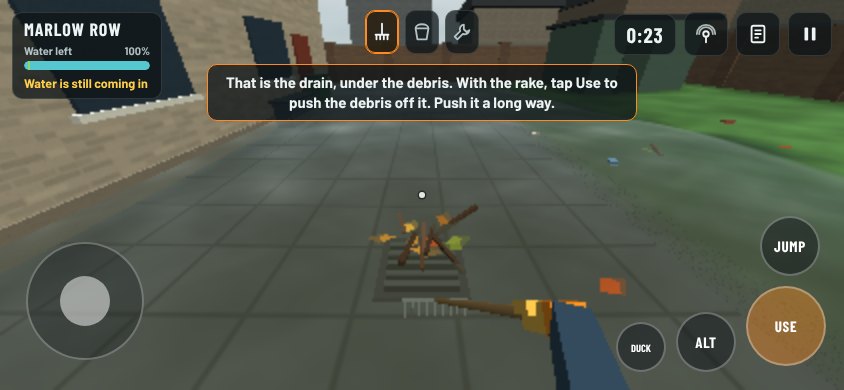 MARLOW ROW
Water left 100%
Water is still coming in
0:23
That is the drain, under the debris. With the rake, tap Use to
push the debris off it. Push it a long way.
JUMP
USE
ALT
DUCK